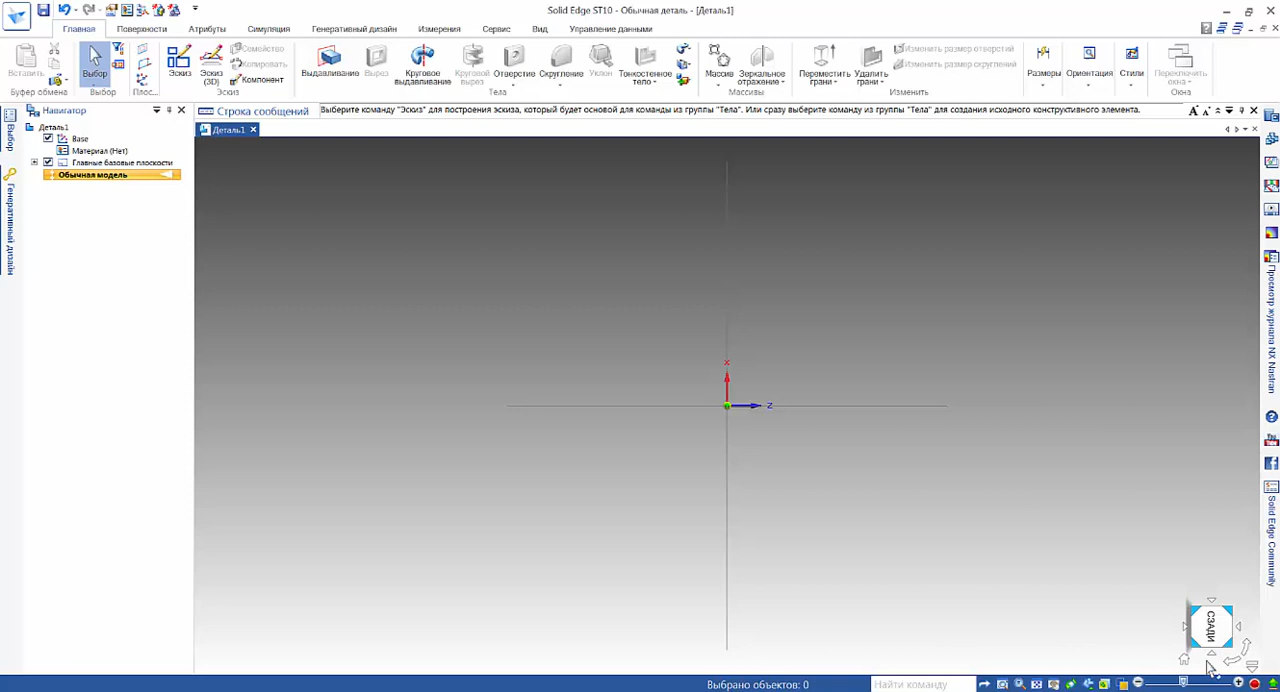 Solid Edge ST10 - Обычная деталь - [Деталь1]
Главная Поверхности Атрибуты Симуляция Генеративный дизайн Измерения Сервис Вид Управление данными
Вставить Выбор Эскиз Эскиз (3D) Семейство Копировать Компонент Выдавливание Вырез Круговое выдавливание Круговой вырез Отверстие Скругление Уклон Тонкостенное тело Массив Зеркальное отражение Переместить грани Удалить грани Изменить размер отверстий Изменить размер скруглений Размеры Ориентация Стили Переключить окна
Буфер обмена Выбор Плос... Эскиз Тела Массивы Изменить Окна
Навигатор
Строка сообщений Выберите команду "Эскиз" для построения эскиза, который будет основой для команд из группы "Тела". Или сразу выберите команду из группы "Тела" для создания исходного конструктивного элемента.
Деталь1
Деталь1
Base
Материал (Нет)
Главные базовые плоскости
Обычная модель
Выбор
Генеративный дизайн
X
Z
СЗАДИ
Просмотр журнала NX Nastran
Solid Edge Community
Выбрано объектов: 0 Найти команду